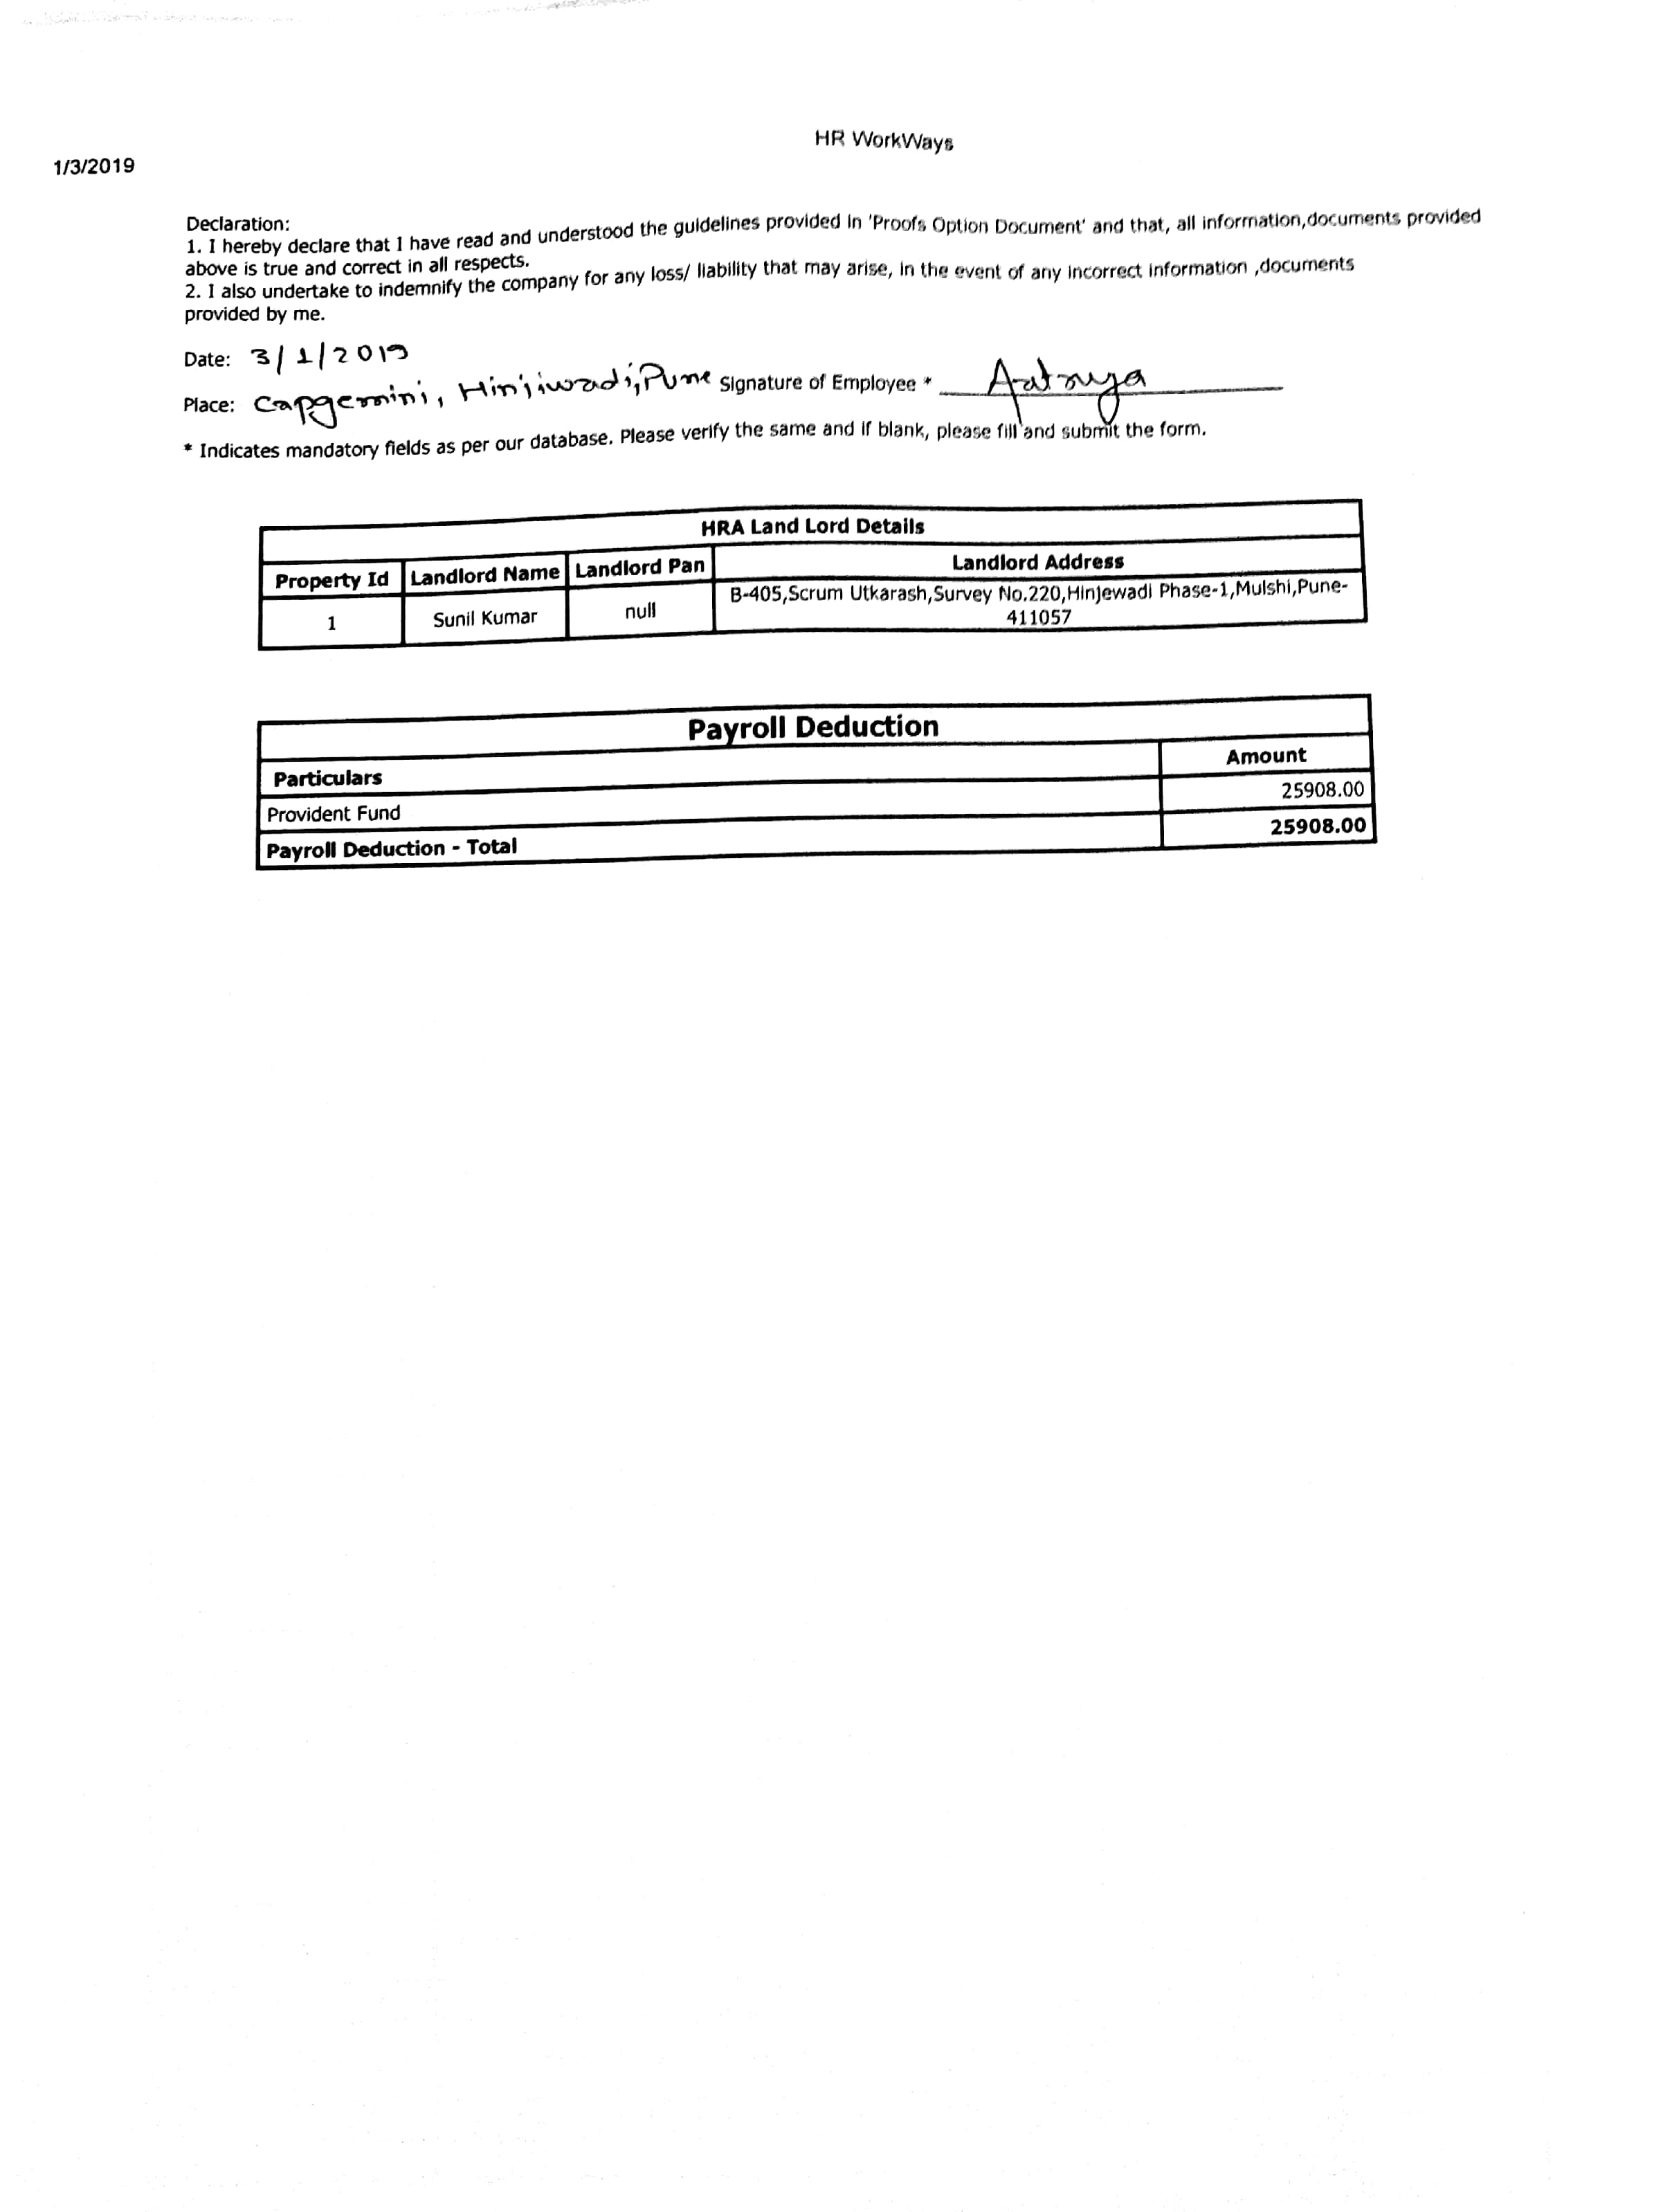 HR WorkWays
1/3/2019
Declaration:
1. I hereby declare that I have read and understood the guidelines provided in 'Proofs Option Document' and that, all information,documents provided
above is true and correct in all respects.
2. I also undertake to indemnify the company for any loss/ liability that may arise, in the event of any incorrect information ,documents
provided by me.
Date: 3/1/2019
Place: Capgemini, Hinjiwadi,Pune Signature of Employee * Aatrya
* Indicates mandatory fields as per our database. Please verify the same and if blank, please fill and submit the form.
HRA Land Lord Details
Property Id Landlord Name Landlord Pan Landlord Address
1 Sunil Kumar null B-405,Scrum Utkarash,Survey No.220,Hinjewadi Phase-1,Mulshi,Pune-
411057
Payroll Deduction
Particulars Amount
Provident Fund 25908.00
Payroll Deduction - Total 25908.00